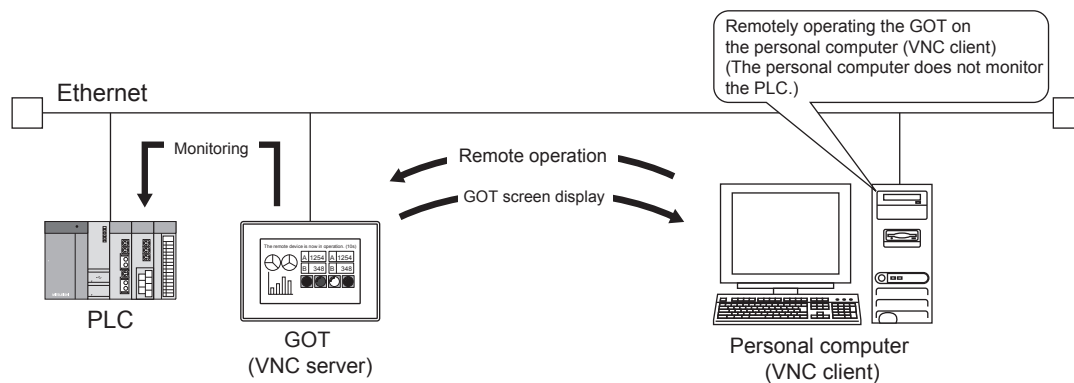 Remotely operating the GOT on
the personal computer (VNC client)
(The personal computer does not monitor
the PLC.)
Ethernet
Monitoring
Remote operation
GOT screen display
The remote device is now in operation. (10s)
A 1254 A 1254
B 348 B 348
PLC
GOT
(VNC server)
Personal computer
(VNC client)